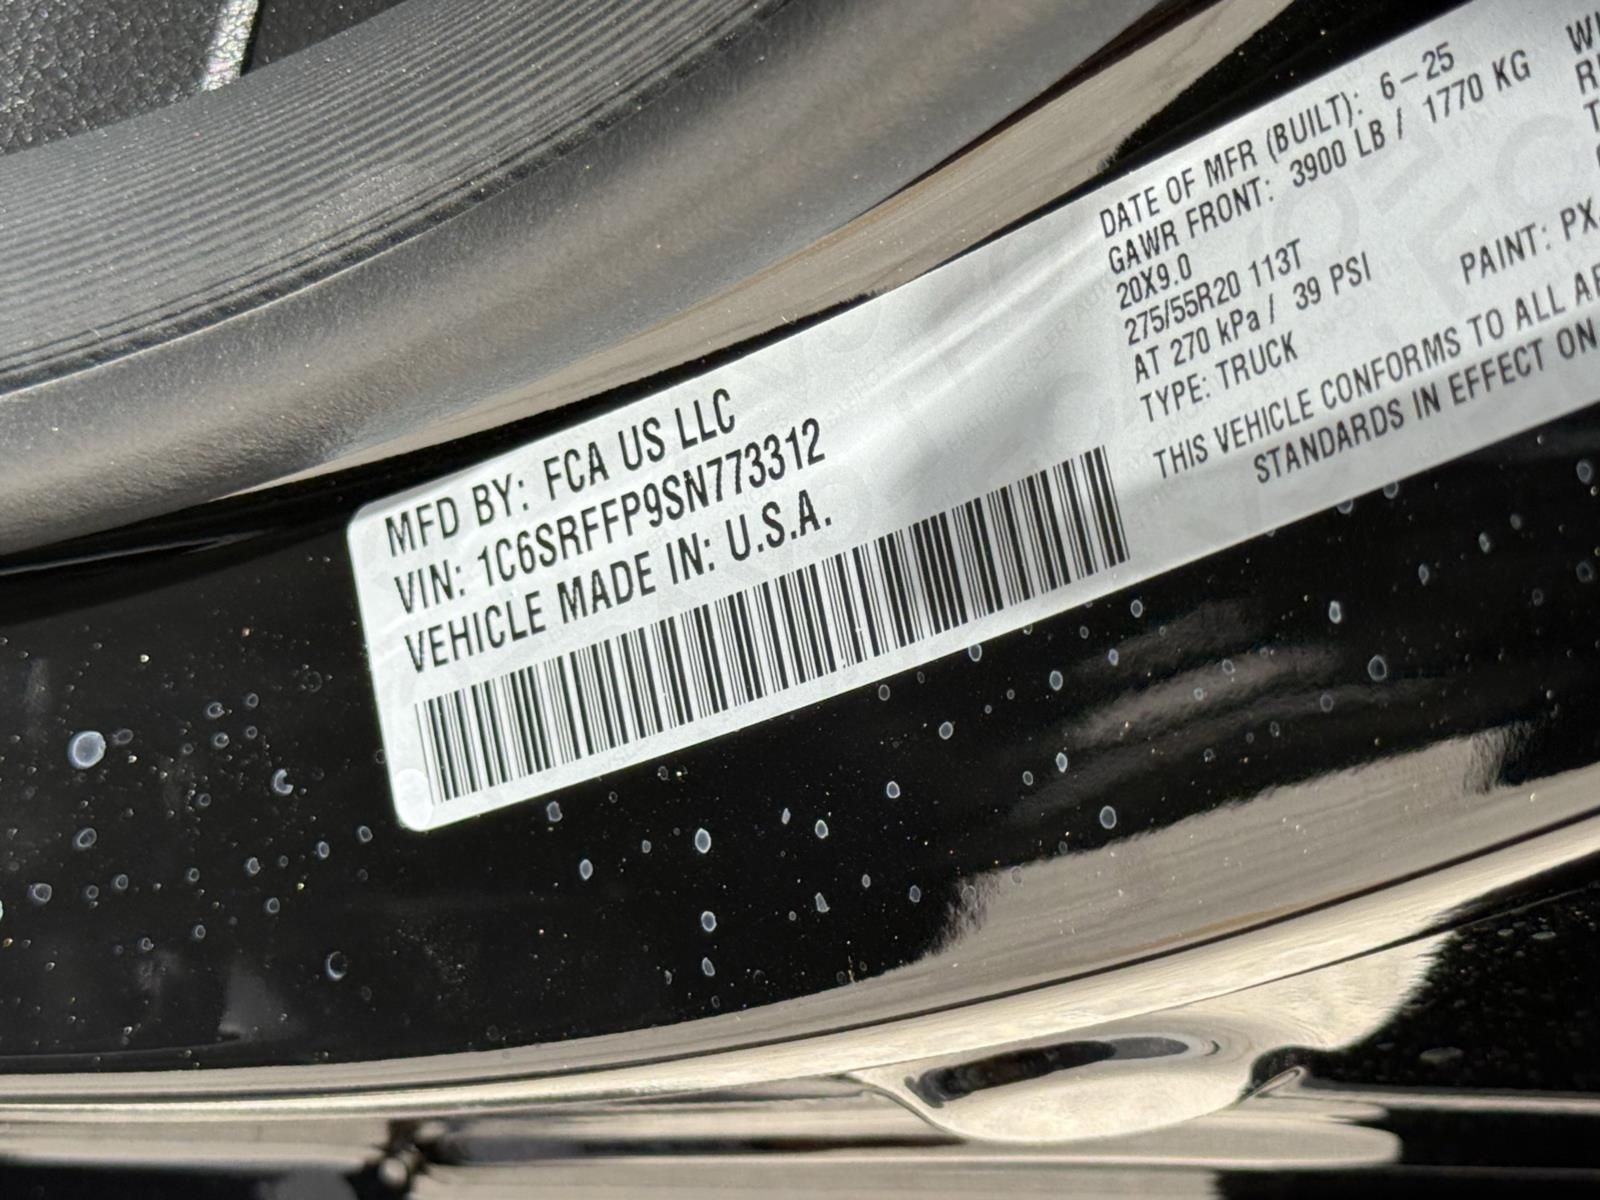 MFD BY: FCA US LLC
VIN: 1C6SRFFP9SN773312
VEHICLE MADE IN: U.S.A.
DATE OF MFR (BUILT): 6-25
GAWR FRONT: 3900 LB / 1770 KG
20X9.0
275/55R20 113T
AT 270 kPa / 39 PSI
TYPE: TRUCK
PAINT:
THIS VEHICLE CONFORMS TO ALL
STANDARDS IN EFFECT ON